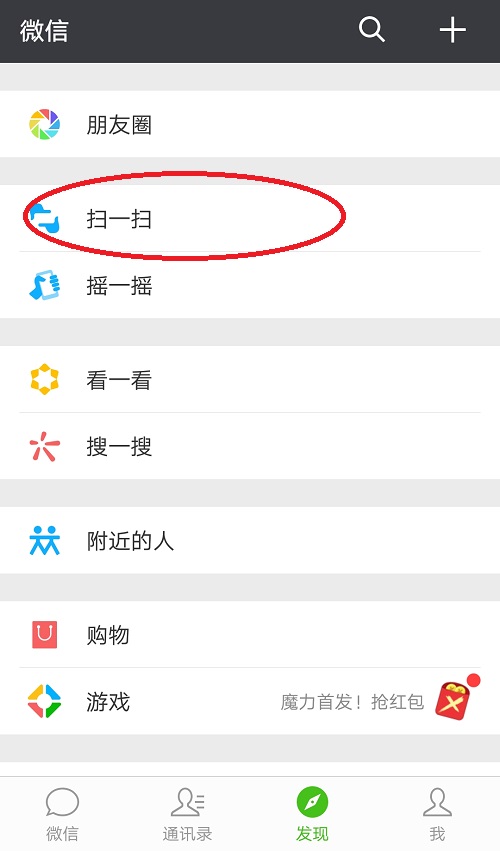 微信
朋友圈
扫一扫
摇一摇
看一看
搜一搜
附近的人
购物
游戏 魔力首发！抢红包
微信 通讯录 发现 我